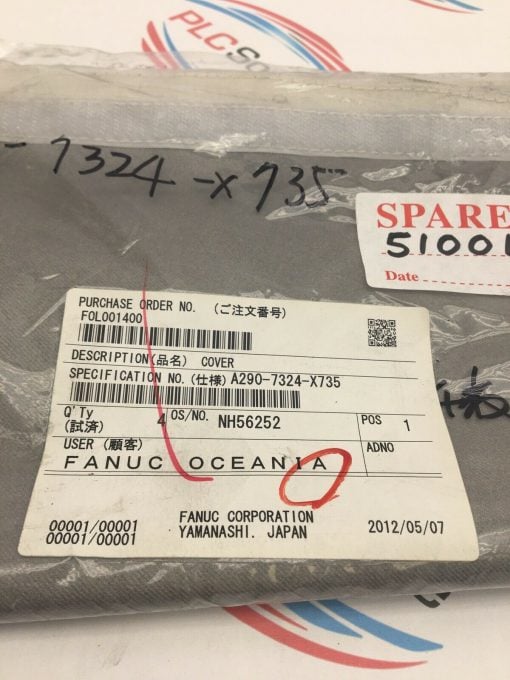 PLCSo
-7324-X735
SPARE
51001
Date
PURCHASE ORDER NO. (ご注文番号)
FOL001400
DESCRIPTION(品名) COVER
SPECIFICATION NO.(仕様) A290-7324-X735
Q'Ty
(試済) 4 OS/NO. NH56252 POS 1
USER (顧客) ADNO
FANUC OCEANIA
00001/00001
00001/00001
FANUC CORPORATION
YAMANASHI. JAPAN
2012/05/07